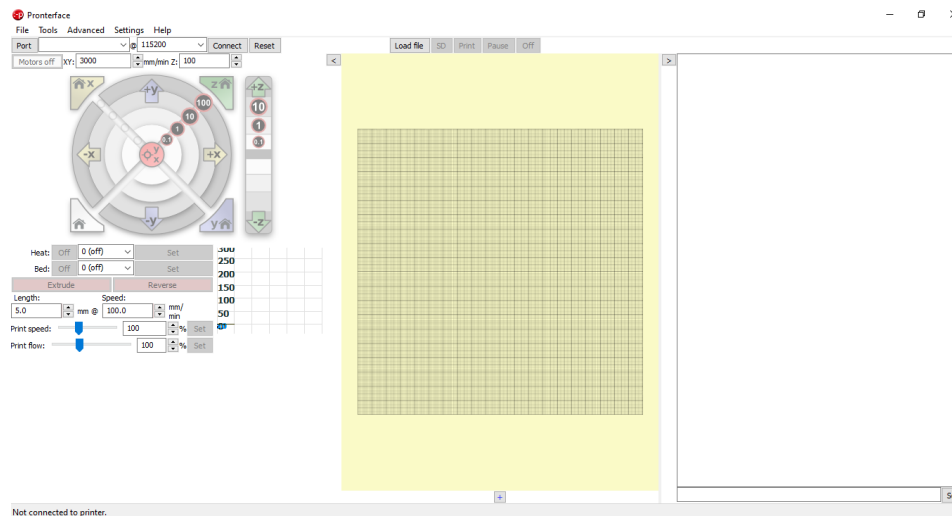 Pronterface
File Tools Advanced Settings Help
Port @ 115200 Connect Reset Load file SD Print Pause Off
Motors off XY: 3000 mm/min Z: 100 < >
x +y z +z
100 10
10
1 1
0.1 0.1
-x y x +x
-y y -z
Heat: Off 0 (off) Set 300
250
Bed: Off 0 (off) Set 200
Extrude Reverse 150
Length: Speed: 100
5.0 mm @ 100.0 mm/
min 50
Print speed: 100 % Set
Print flow: 100 % Set
+
Not connected to printer.